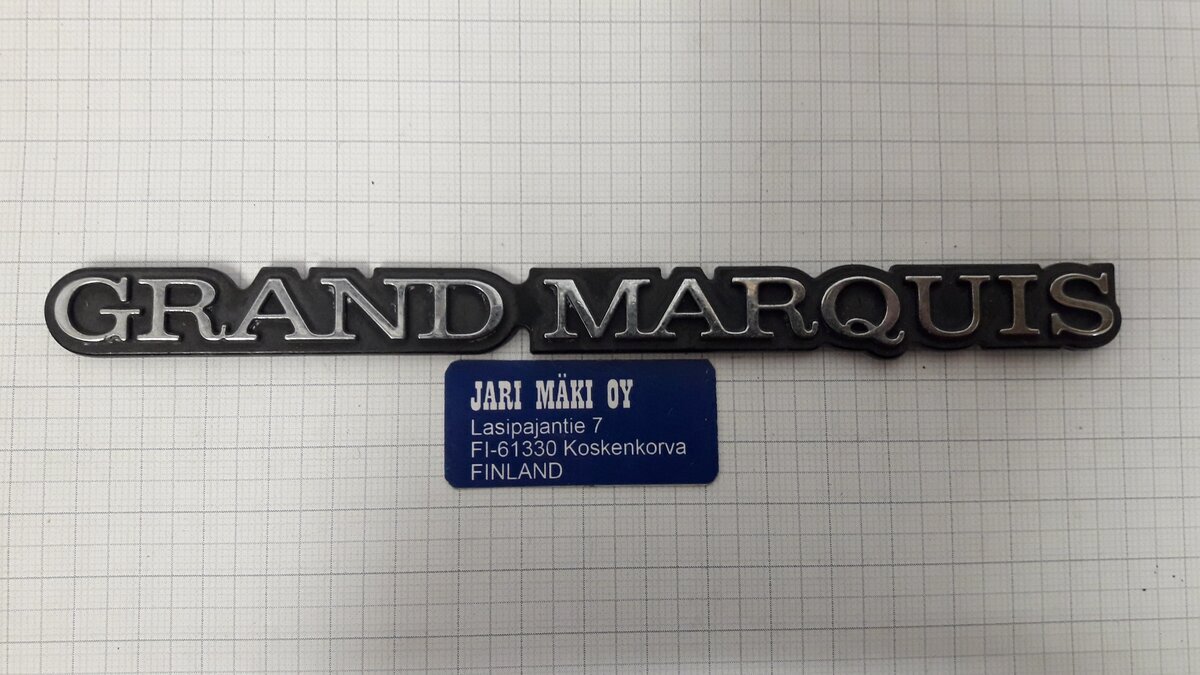 GRAND MARQUIS
JARI MÄKI OY
Lasipajantie 7
FI-61330 Koskenkorva
FINLAND